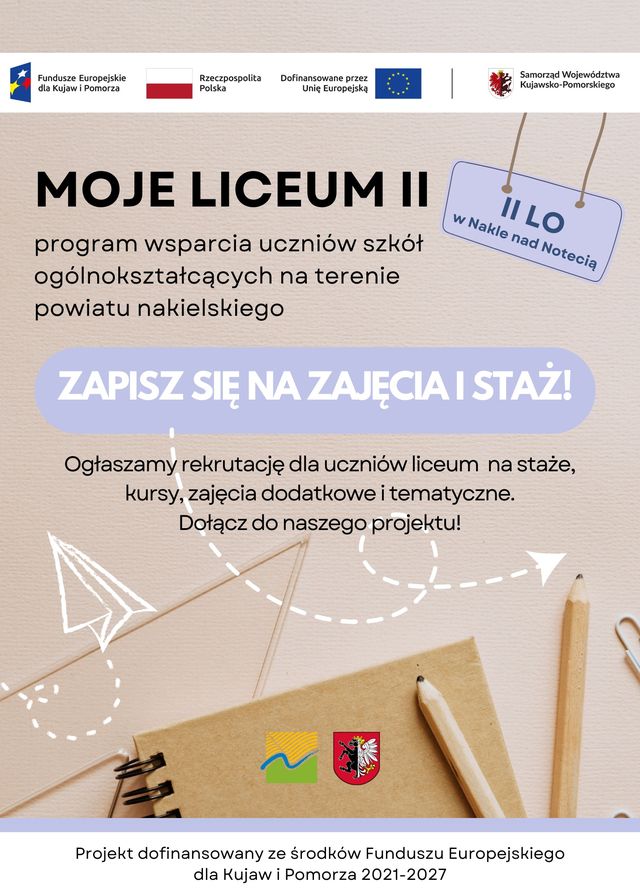 Fundusze Europejskie
dla Kujaw i Pomorza
Rzeczpospolita
Polska
Dofinansowane przez
Unię Europejską
Samorząd Województwa
Kujawsko-Pomorskiego
MOJE LICEUM II
II LO
w Nakle nad Notecią
program wsparcia uczniów szkół
ogólnokształcących na terenie
powiatu nakielskiego
ZAPISZ SIĘ NA ZAJĘCIA I STAŻ!
Ogłaszamy rekrutację dla uczniów liceum na staże,
kursy, zajęcia dodatkowe i tematyczne.
Dołącz do naszego projektu!
Projekt dofinansowany ze środków Funduszu Europejskiego
dla Kujaw i Pomorza 2021-2027